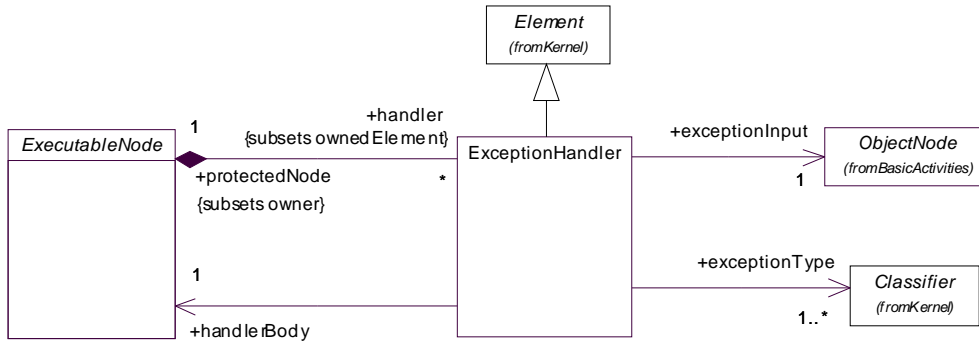 Element
(fromKernel)
ExecutableNode
1
+handler
{subsets ownedElement}
+protectedNode
{subsets owner}
*
ExceptionHandler
+exceptionInput
1
ObjectNode
(fromBasicActivities)
1
+handlerBody
+exceptionType
1..*
Classifier
(fromKernel)